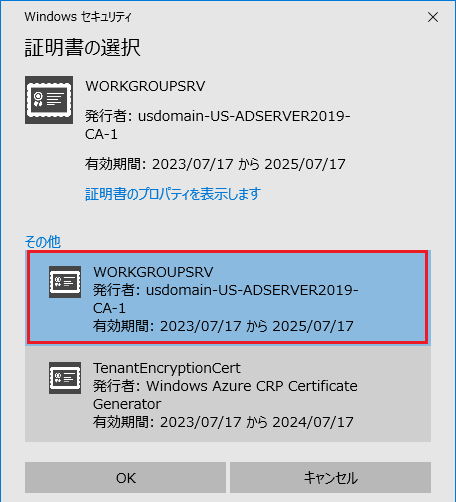 Windows セキュリティ
証明書の選択
WORKGROUPSRV
発行者: usdomain-US-ADSERVER2019-
CA-1
有効期間: 2023/07/17 から 2025/07/17
証明書のプロパティを表示します
その他
WORKGROUPSRV
発行者: usdomain-US-ADSERVER2019-
CA-1
有効期間: 2023/07/17 から 2025/07/17
TenantEncryptionCert
発行者: Windows Azure CRP Certificate
Generator
有効期間: 2023/07/17 から 2024/07/17
OK
キャンセル